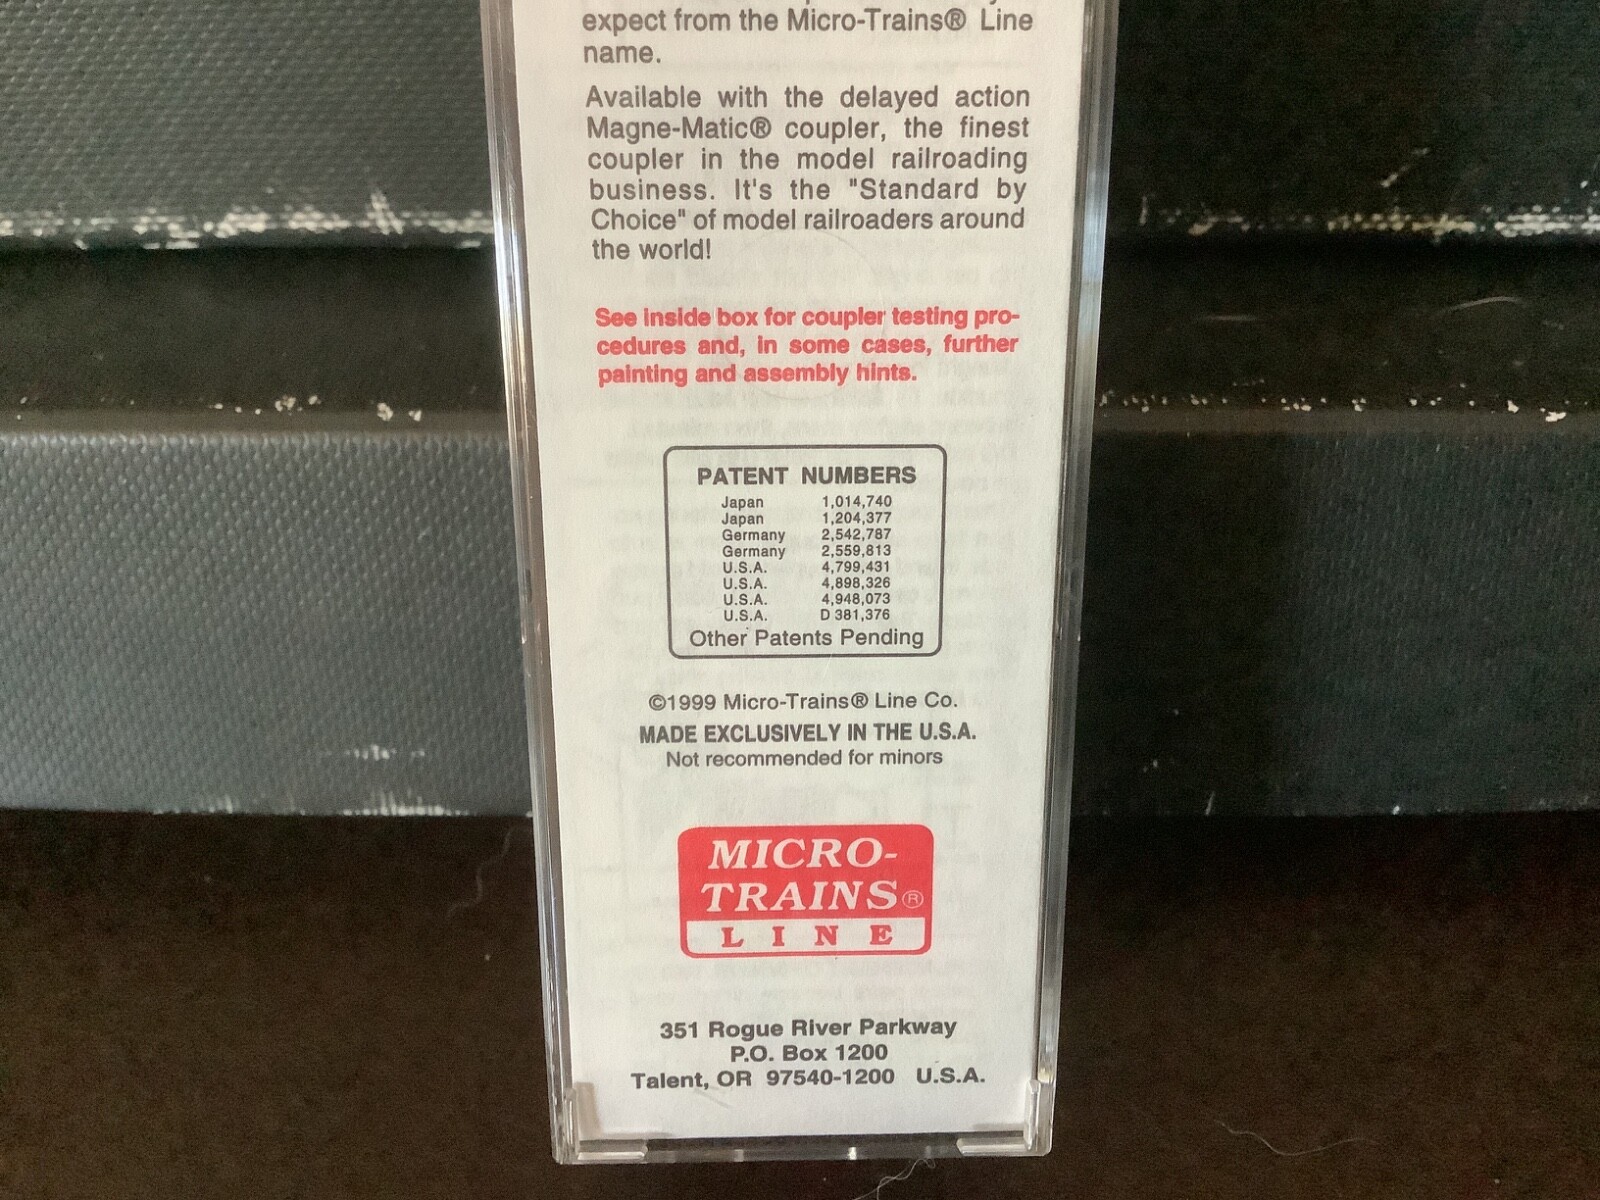 expect from the Micro-Trains® Line
name.
Available with the delayed action
Magne-Matic® coupler, the finest
coupler in the model railroading
business. It's the "Standard by
Choice" of model railroaders around
the world!
See inside box for coupler testing pro-
cedures and, in some cases, further
painting and assembly hints.
PATENT NUMBERS
Japan 1,014,740
Japan 1,204,377
Germany 2,542,787
Germany 2,559,813
U.S.A. 4,799,431
U.S.A. 4,898,326
U.S.A. 4,948,073
U.S.A. D 381,376
Other Patents Pending
©1999 Micro-Trains® Line Co.
MADE EXCLUSIVELY IN THE U.S.A.
Not recommended for minors
MICRO-
TRAINS®
LINE
351 Rogue River Parkway
P.O. Box 1200
Talent, OR 97540-1200 U.S.A.